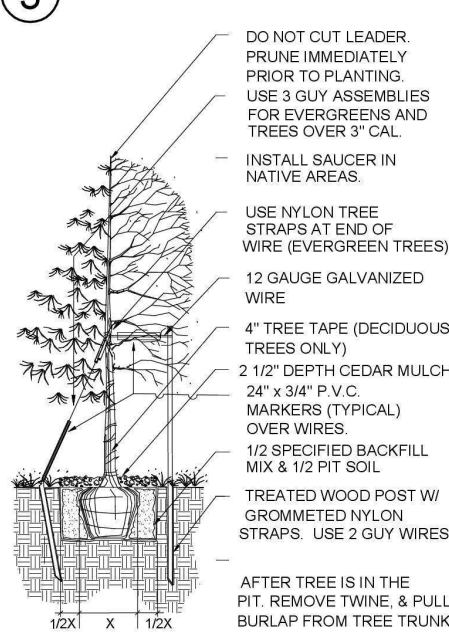 DO NOT CUT LEADER.
PRUNE IMMEDIATELY
PRIOR TO PLANTING.
USE 3 GUY ASSEMBLIES
FOR EVERGREENS AND
TREES OVER 3" CAL.
INSTALL SAUCER IN
NATIVE AREAS.
USE NYLON TREE
STRAPS AT END OF
WIRE (EVERGREEN TREES)
12 GAUGE GALVANIZED
WIRE
4" TREE TAPE (DECIDUOUS
TREES ONLY)
2 1/2" DEPTH CEDAR MULCH
24" x 3/4" P.V.C.
MARKERS (TYPICAL)
OVER WIRES.
1/2 SPECIFIED BACKFILL
MIX & 1/2 PIT SOIL
TREATED WOOD POST W/
GROMMETED NYLON
STRAPS. USE 2 GUY WIRES
AFTER TREE IS IN THE
PIT. REMOVE TWINE, & PULL
BURLAP FROM TREE TRUNK
1/2X X 1/2X